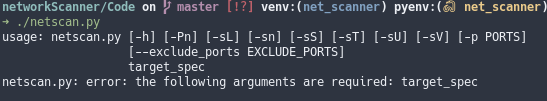 networkScanner/Code on master [!?] venv:(net_scanner) pyenv:(🐏 net_scanner)
➜ ./netscan.py
usage: netscan.py [-h] [-Pn] [-sL] [-sn] [-sS] [-sT] [-sU] [-sV] [-p PORTS]
[--exclude_ports EXCLUDE_PORTS]
target_spec
netscan.py: error: the following arguments are required: target_spec